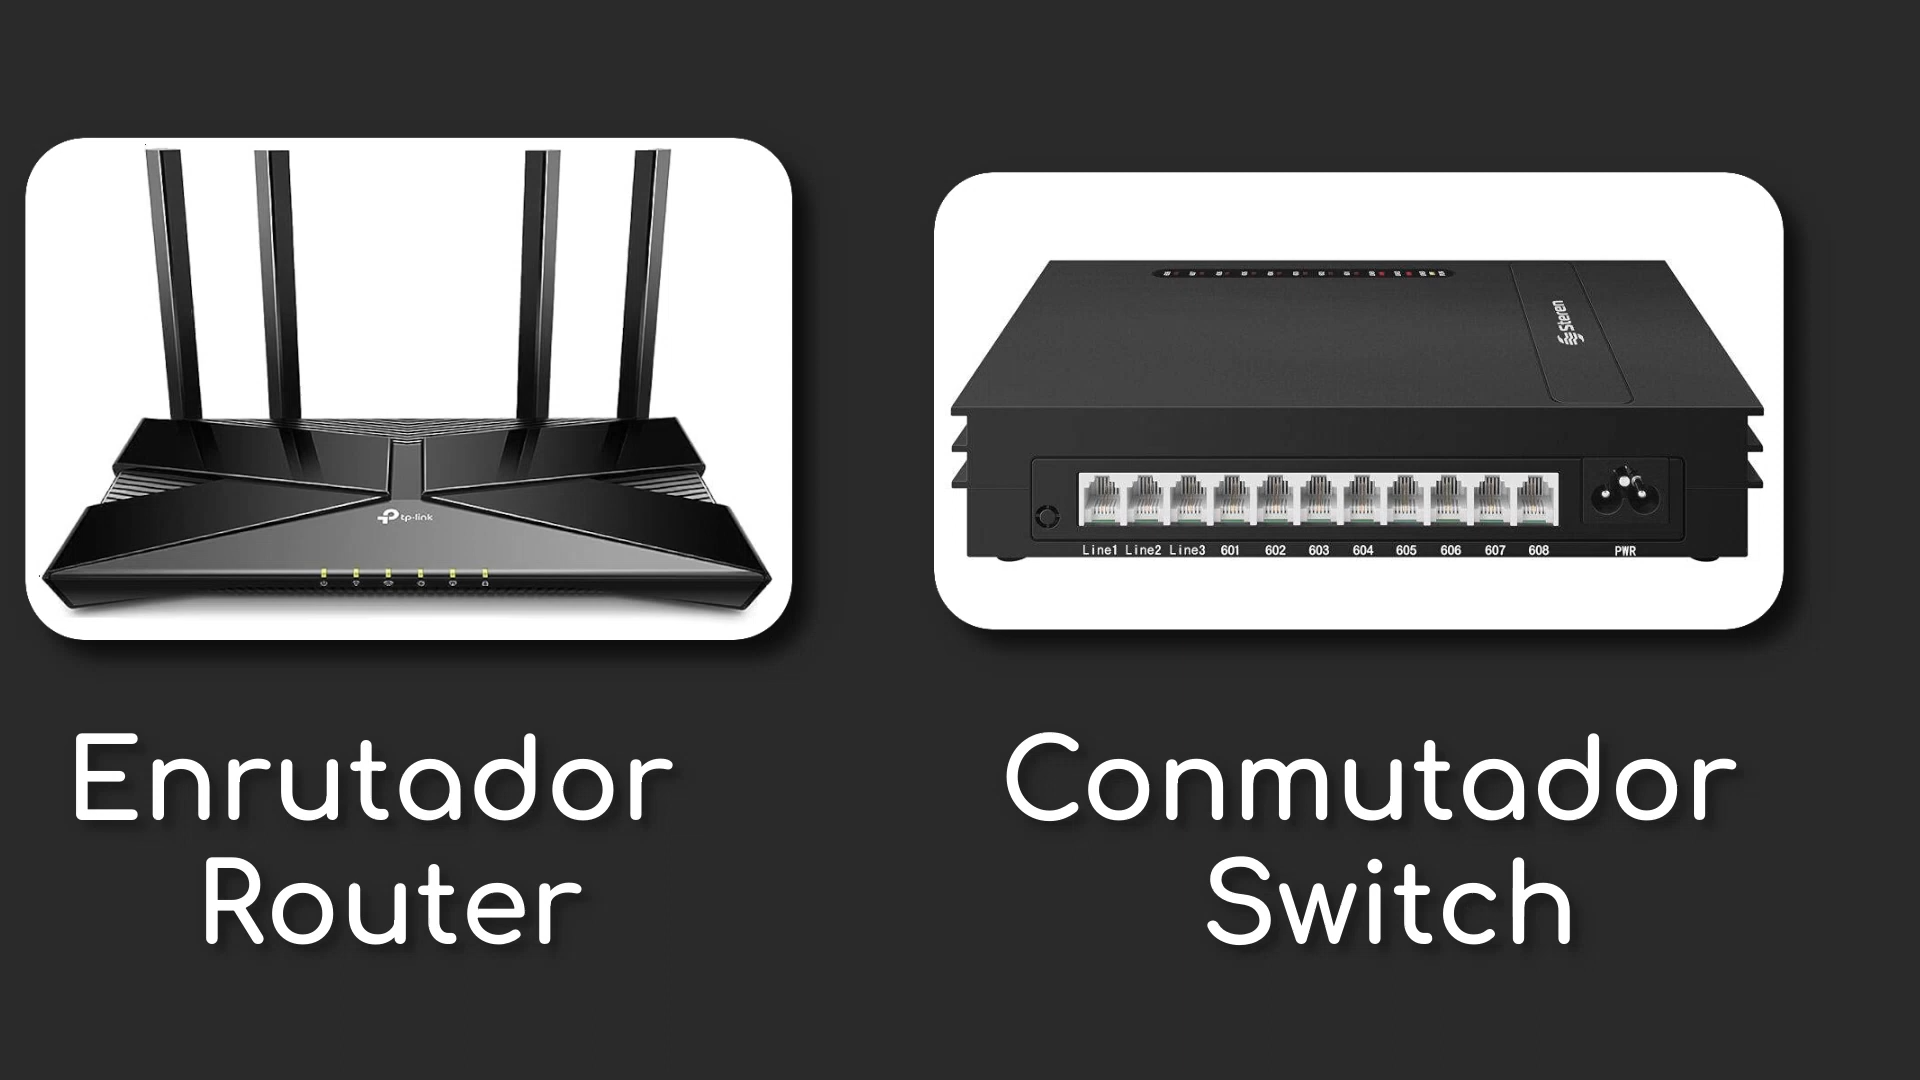 tp-link
Steren
Line1 Line2 Line3 601 602 603 604 605 606 607 608 PWR
Enrutador
Router
Conmutador
Switch